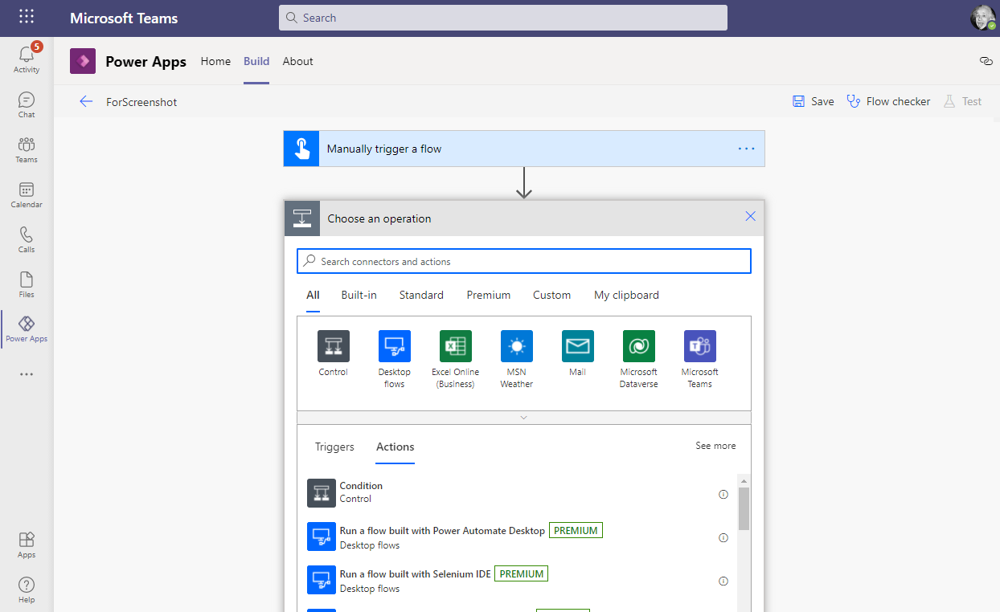 Microsoft Teams
Search
5
Activity
Chat
Teams
Calendar
Calls
Files
Power Apps
Apps
Help
Power Apps
Home
Build
About
ForScreenshot
Save
Flow checker
Test
Manually trigger a flow
Choose an operation
Search connectors and actions
All
Built-in
Standard
Premium
Custom
My clipboard
Control
Desktop
flows
Excel Online
(Business)
MSN
Weather
Mail
Microsoft
Dataverse
Microsoft
Teams
Triggers
Actions
See more
Condition
Control
Run a flow built with Power Automate Desktop PREMIUM
Desktop flows
Run a flow built with Selenium IDE PREMIUM
Desktop flows